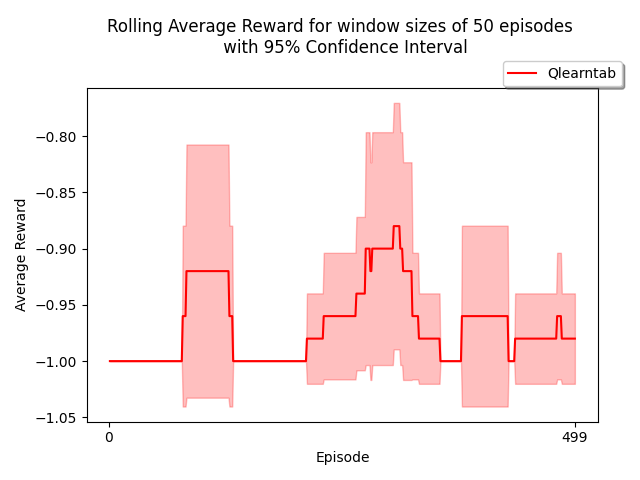 Rolling Average Reward for window sizes of 50 episodes
with 95% Confidence Interval
Qlearntab
−0.80
−0.85
−0.90
−0.95
−1.00
−1.05
Average Reward
0
499
Episode